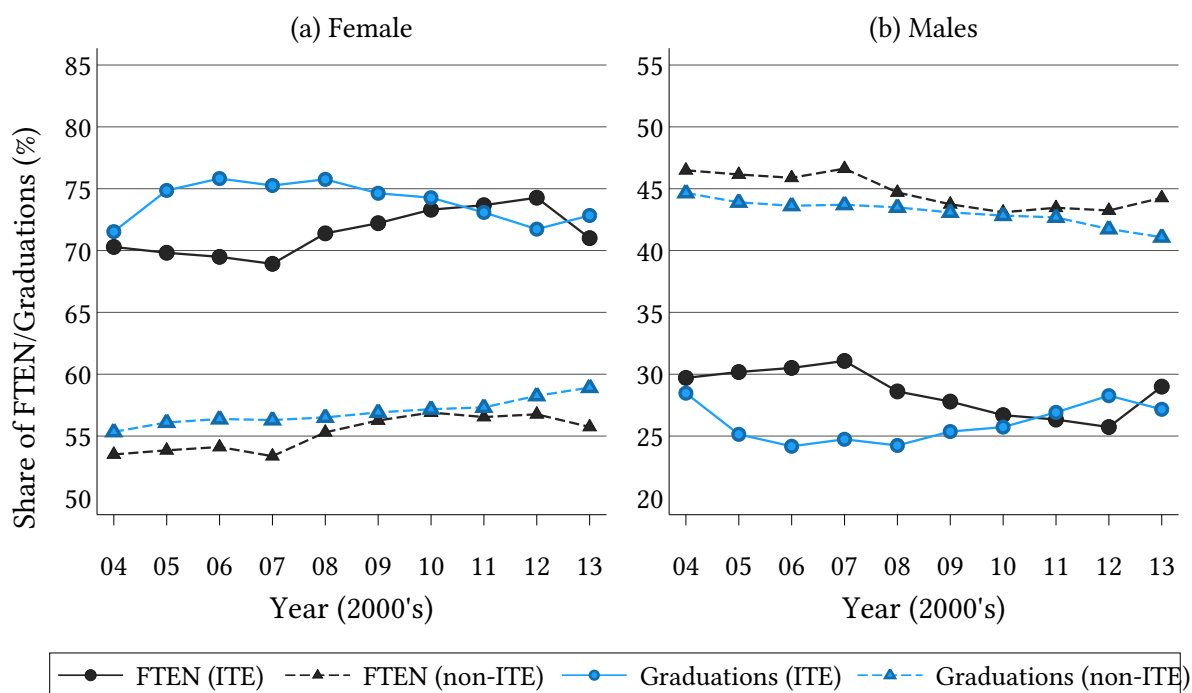 (a) Female
(b) Males
Share of FTEN/Graduations (%)
85
80
75
70
65
60
55
50
04 05 06 07 08 09 10 11 12 13
Year (2000's)
55
50
45
40
35
30
25
20
04 05 06 07 08 09 10 11 12 13
Year (2000's)
FTEN (ITE) FTEN (non-ITE) Graduations (ITE) Graduations (non-ITE)